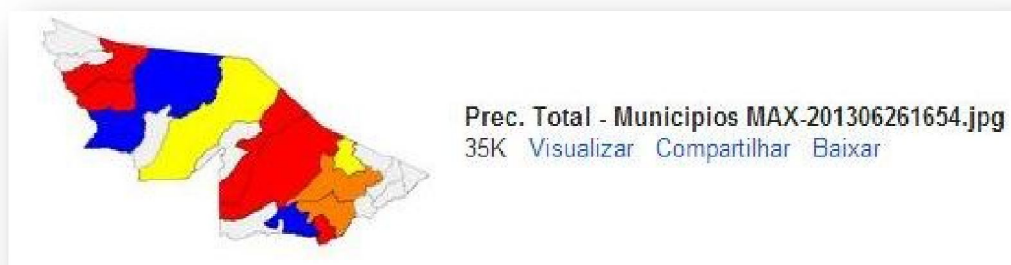 Prec. Total - Municipios MAX-201306261654.jpg
35K Visualizar Compartilhar Baixar